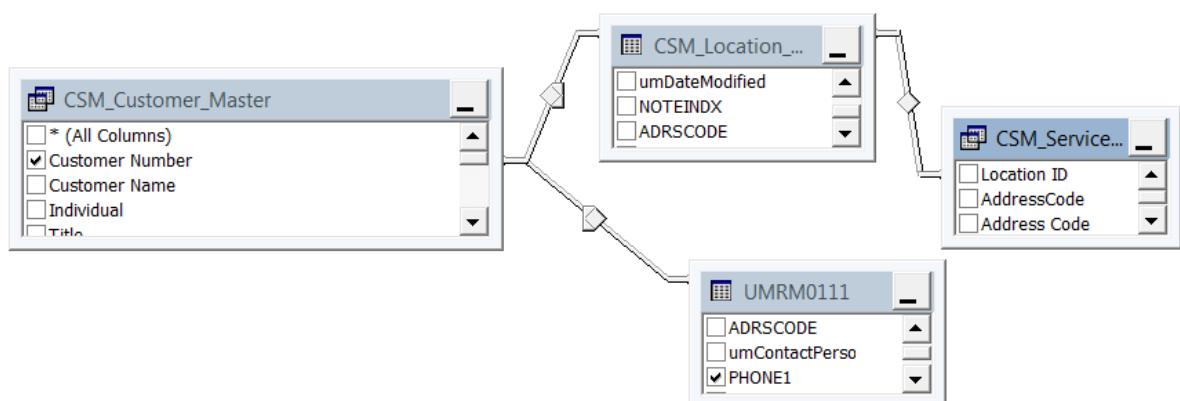 CSM_Customer_Master
* (All Columns)
Customer Number
Customer Name
Individual
Title
CSM_Location_...
umDateModified
NOTEINDX
ADRSCODE
CSM_Service...
Location ID
AddressCode
Address Code
UMRM0111
ADRSCODE
umContactPerso
PHONE1